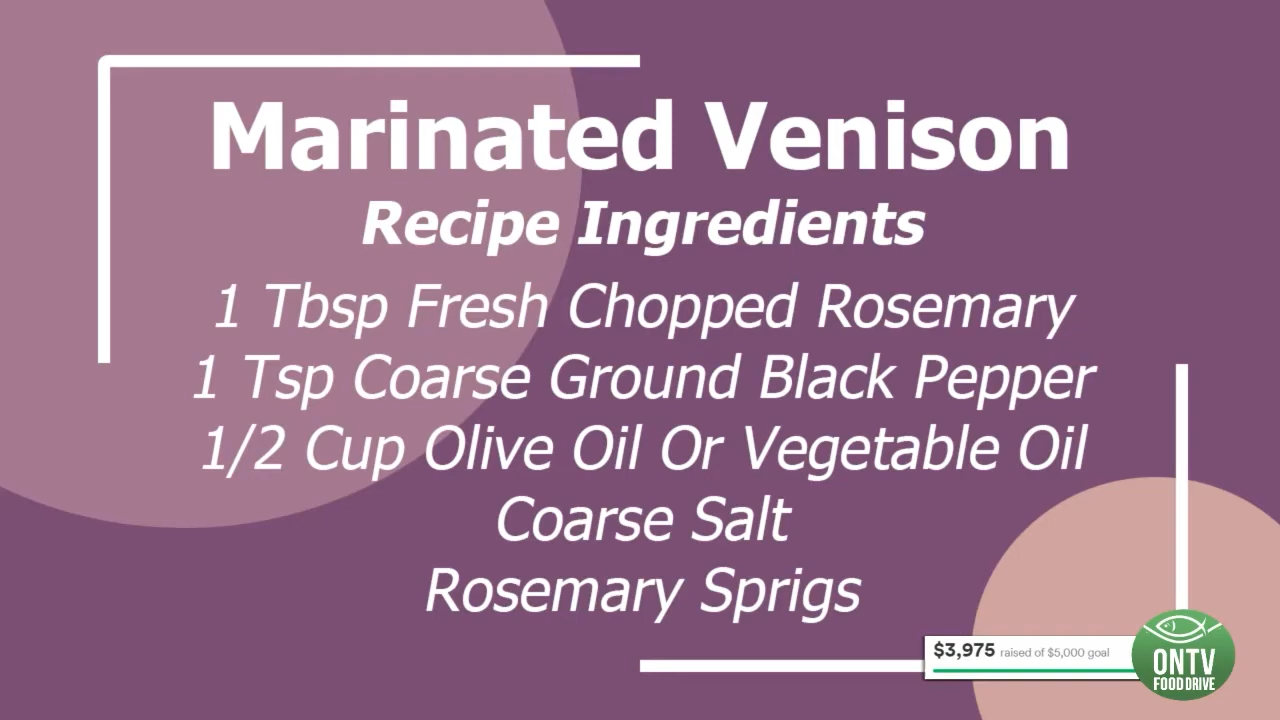 Marinated Venison
Recipe Ingredients
1 Tbsp Fresh Chopped Rosemary
1 Tsp Coarse Ground Black Pepper
1/2 Cup Olive Oil Or Vegetable Oil
Coarse Salt
Rosemary Sprigs
$3,975 raised of $5,000 goal
ONTV
FOOD DRIVE